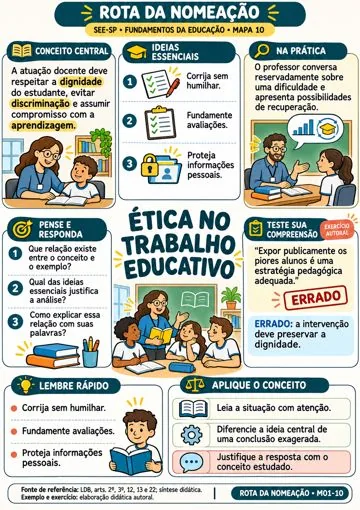 ROTA DA NOMEAÇÃO
SEE-SP • FUNDAMENTOS DA EDUCAÇÃO • MAPA 10
CONCEITO CENTRAL
A atuação docente deve
respeitar a dignidade
do estudante, evitar
discriminação e assumir
compromisso com a
aprendizagem.
IDEIAS
ESSENCIAIS
1 Corrija sem
humilhar.
2 Fundamente
avaliações.
3 Proteja
informações
pessoais.
NA PRÁTICA
O professor conversa
reservadamente sobre
uma dificuldade e
apresenta possibilidades
de recuperação.
PENSE E
RESPONDA
1 Que relação existe
entre o conceito e
o exemplo?
2 Qual das ideias
essenciais justifica
a análise?
3 Como explicar essa
relação com suas
palavras?
ÉTICA NO
TRABALHO
EDUCATIVO
TESTE SUA
COMPREENSÃO
EXERCÍCIO
AUTORAL
“Expor publicamente os
piores alunos é uma
estratégia pedagógica
adequada.”
ERRADO
ERRADO: a intervenção
deve preservar a
dignidade.
LEMBRE RÁPIDO
Corrija sem humilhar.
Fundamente avaliações.
Proteja informações
pessoais.
APLIQUE O CONCEITO
Leia a situação com atenção.
Diferencie a ideia central de
uma conclusão exagerada.
Justifique a resposta com o
conceito estudado.
Fonte de referência: LDB, arts. 2º, 3º, 12, 13 e 22; síntese didática.
Exemplo e exercício: elaboração didática autoral.
ROTA DA NOMEAÇÃO • M01-10